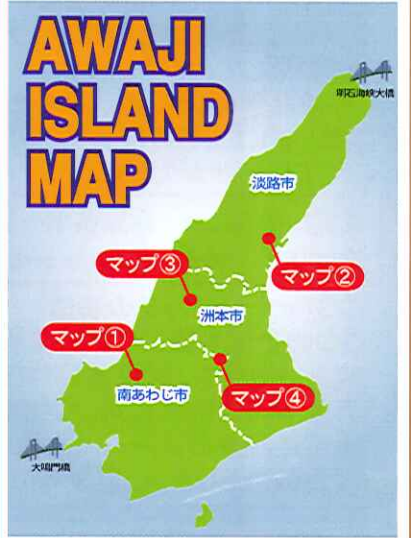 AWAJI
ISLAND
MAP
明石海峡大橋
淡路市
マップ③
マップ②
洲本市
マップ①
南あわじ市
マップ④
大鳴門橋